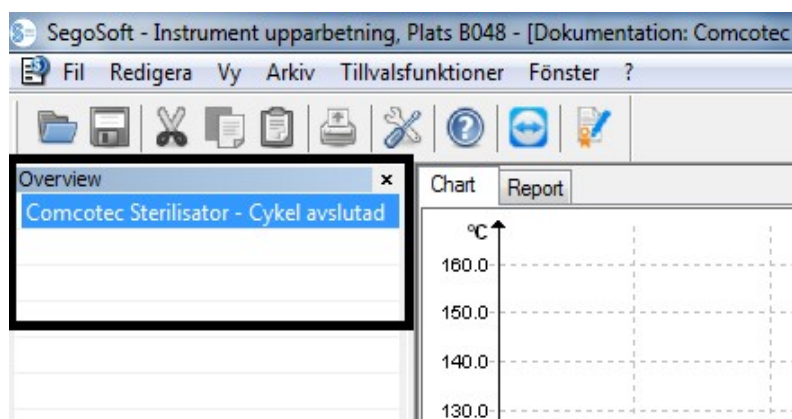 SegoSoft - Instrument upparbetning, Plats B048 - [Dokumentation: Comcotec
Fil Redigera Vy Arkiv Tillvalsfunktioner Fönster ?
Overview x
Chart Report
Comcotec Sterilisator - Cykel avslutad
°C
160.0
150.0
140.0
130.0